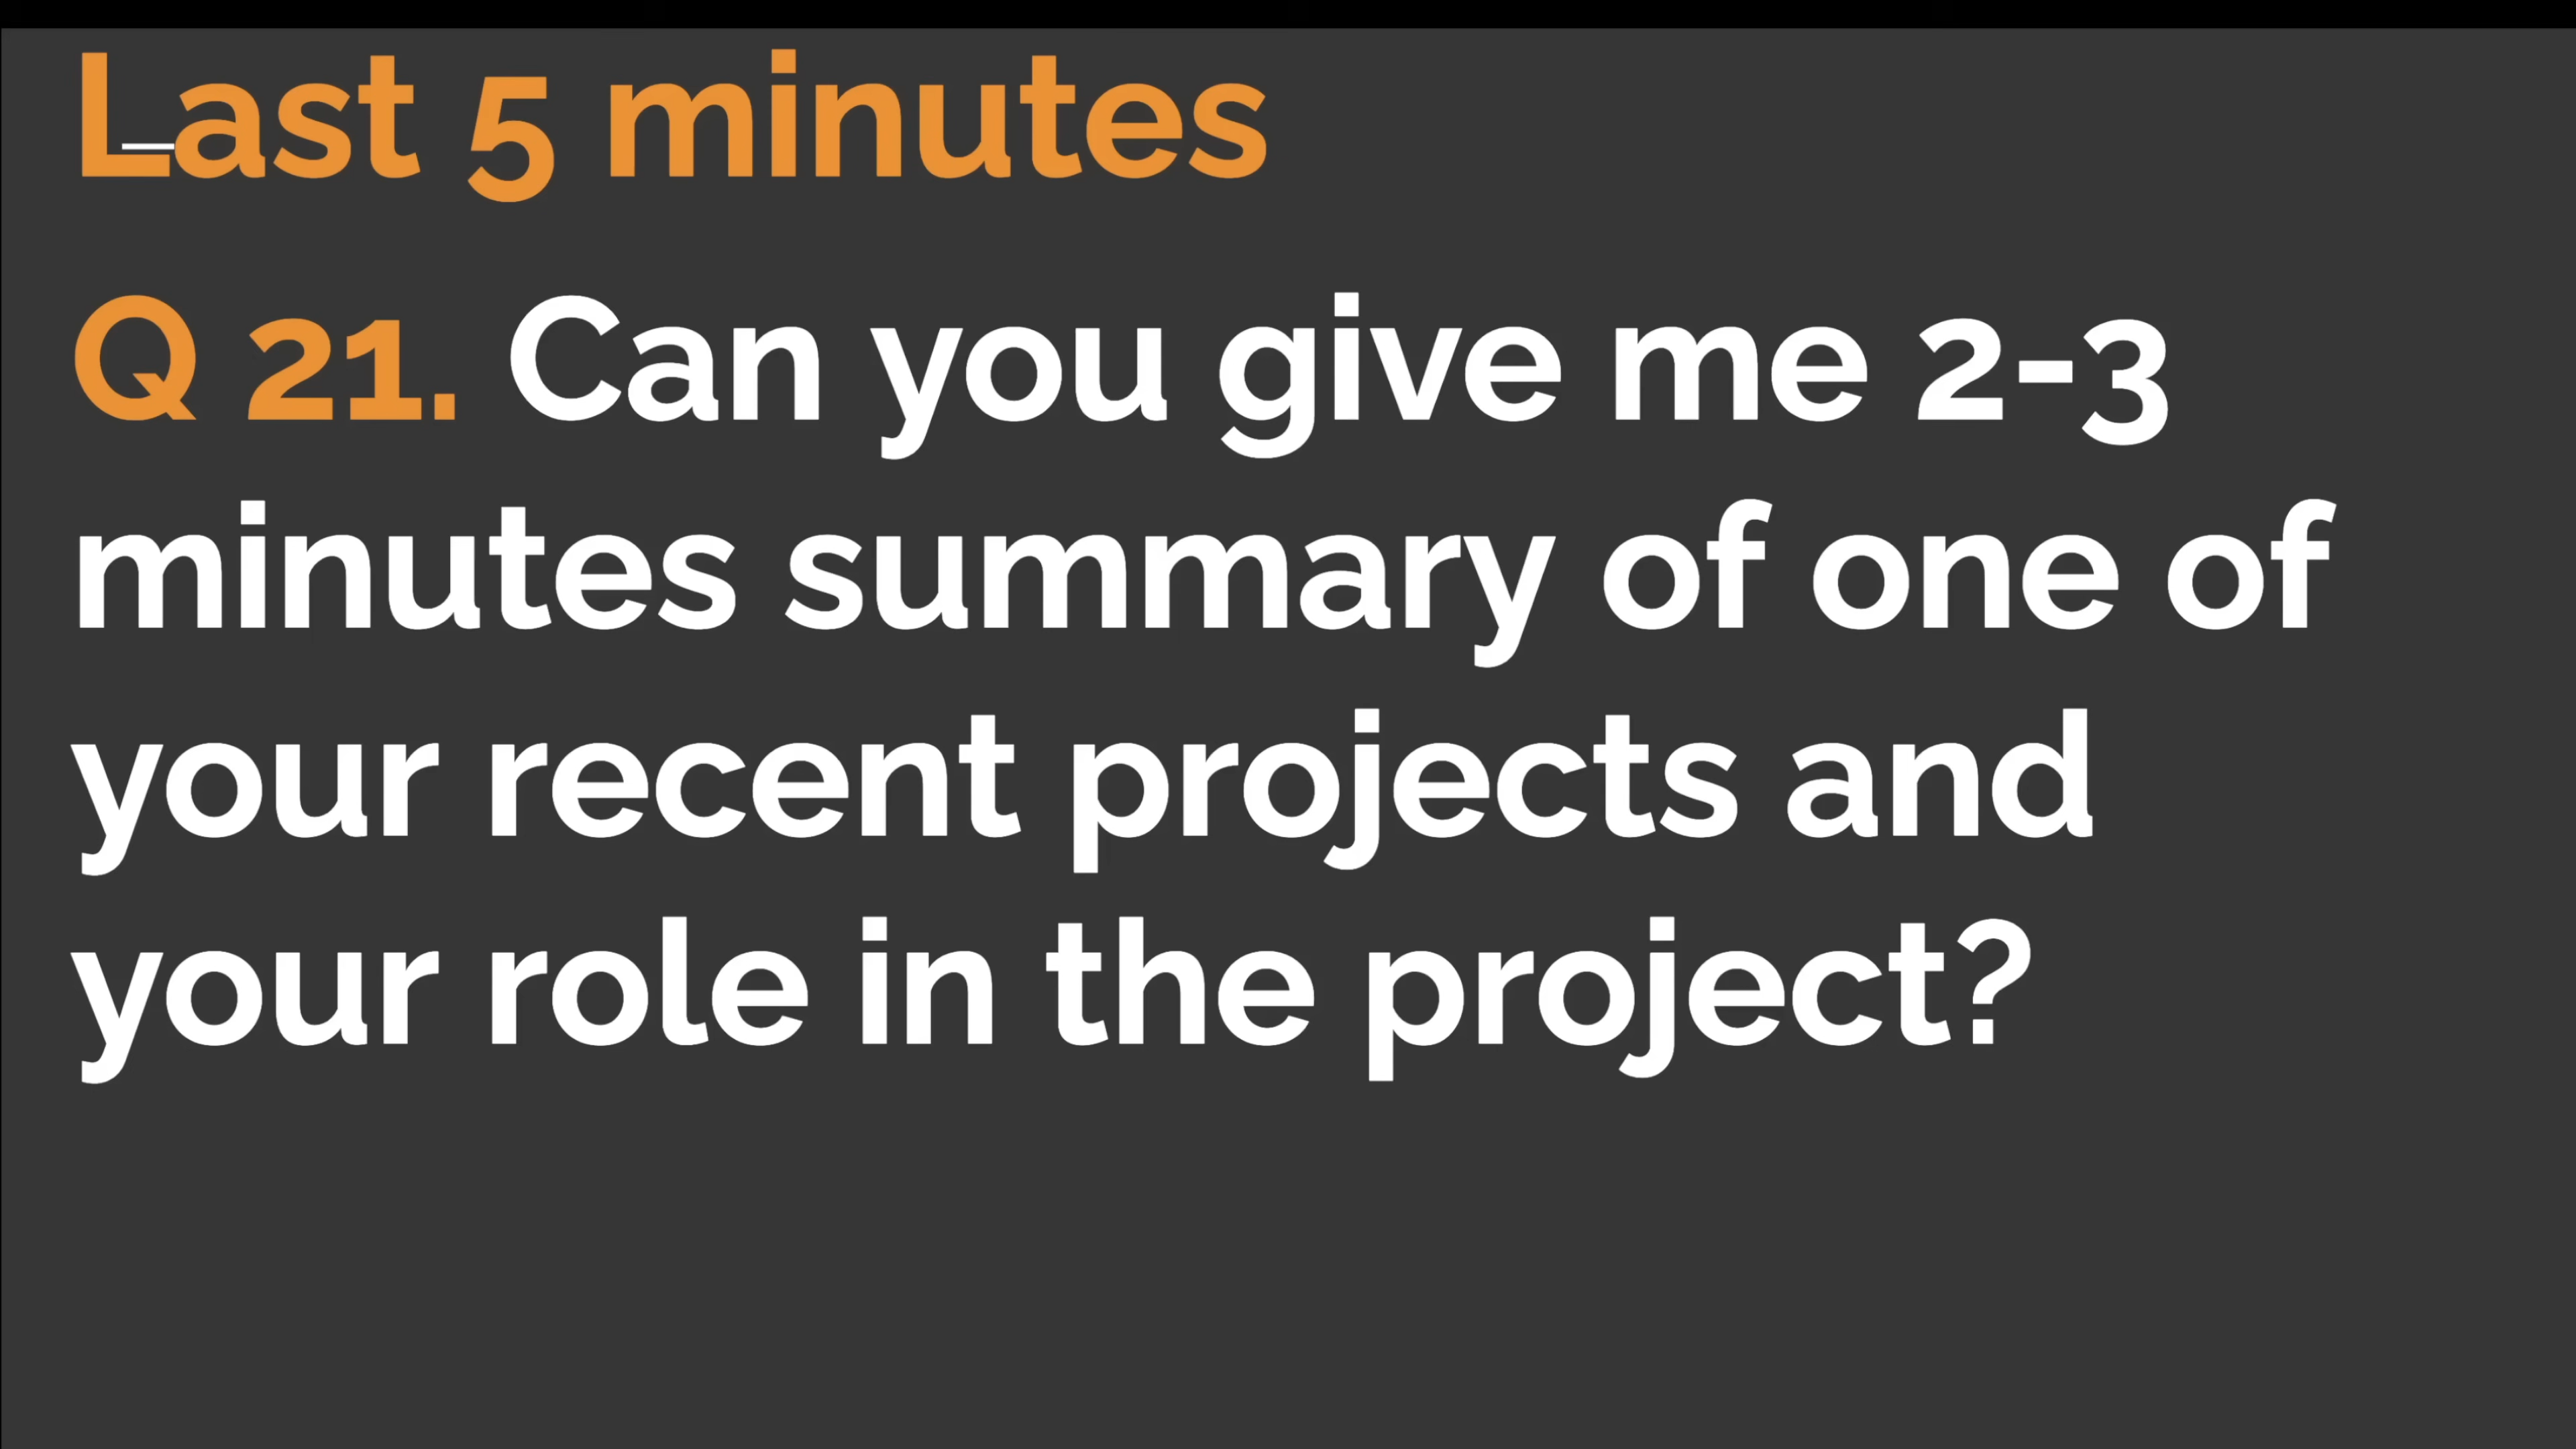 Last 5 minutes
Q 21. Can you give me 2-3
minutes summary of one of
your recent projects and
your role in the project?